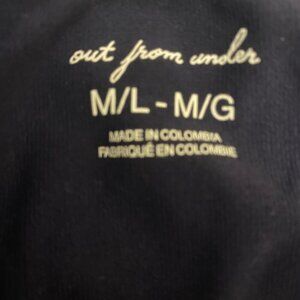 out from under
M/L - M/G
MADE IN COLOMBIA
FABRIQUÉ EN COLOMBIE